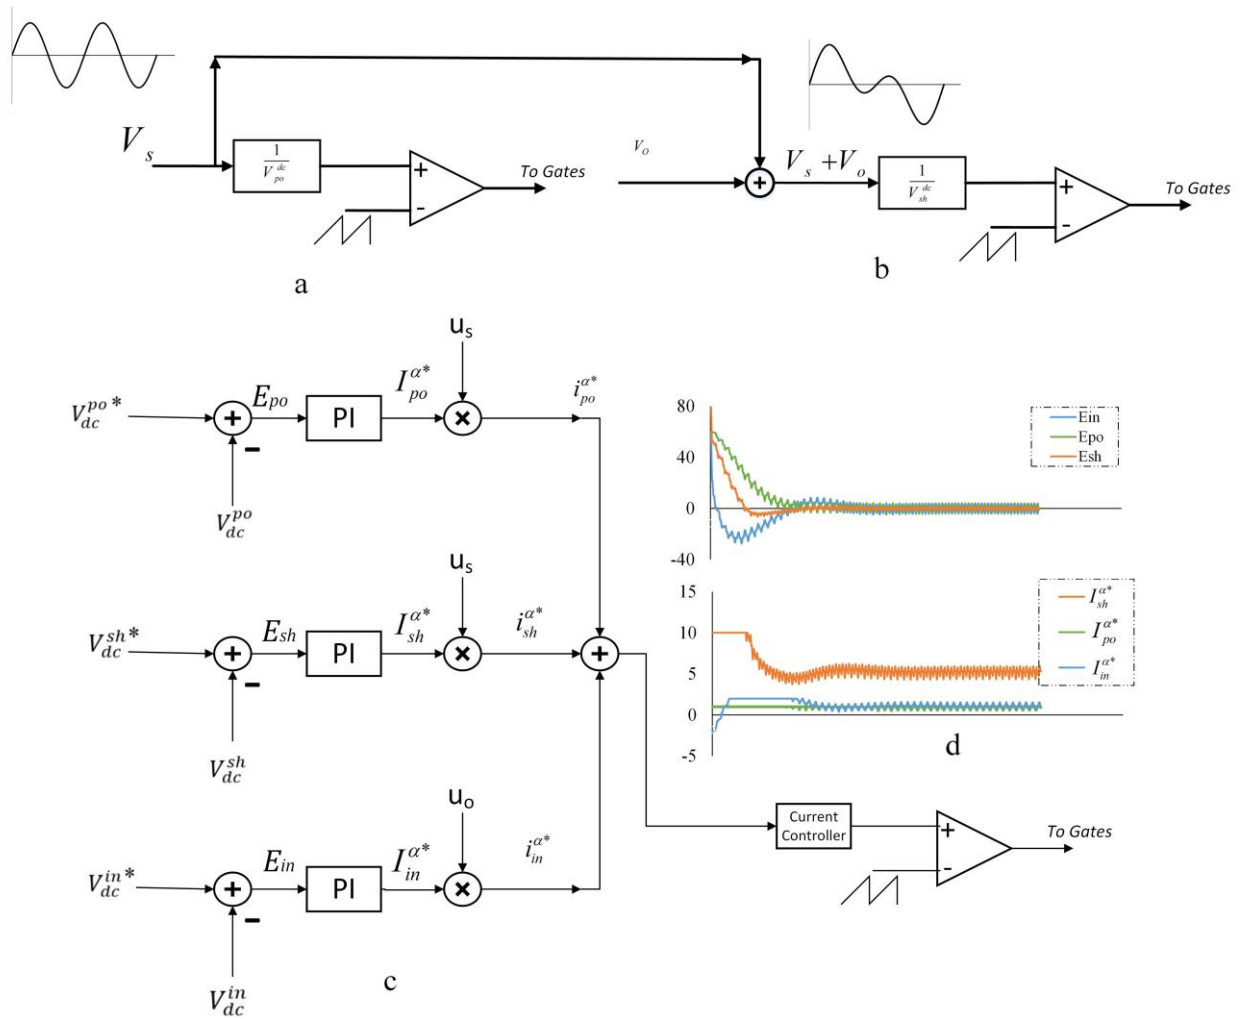 V_s
1
V_po^dc
+
-
To Gates
a
V_o
+
V_s + V_o
1
V_sh^dc
+
-
To Gates
b
u_s
V_dc^po*
+
E_po
PI
I_po^α*
×
i_po^α*
-
V_dc^po
u_s
V_dc^sh*
+
E_sh
PI
I_sh^α*
×
i_sh^α*
+
-
V_dc^sh
u_o
V_dc^in*
+
E_in
PI
I_in^α*
×
i_in^α*
-
V_dc^in
c
80
40
0
-40
Ein
Epo
Esh
15
10
5
0
-5
I_sh^α*
I_po^α*
I_in^α*
d
Current
Controller
+
-
To Gates